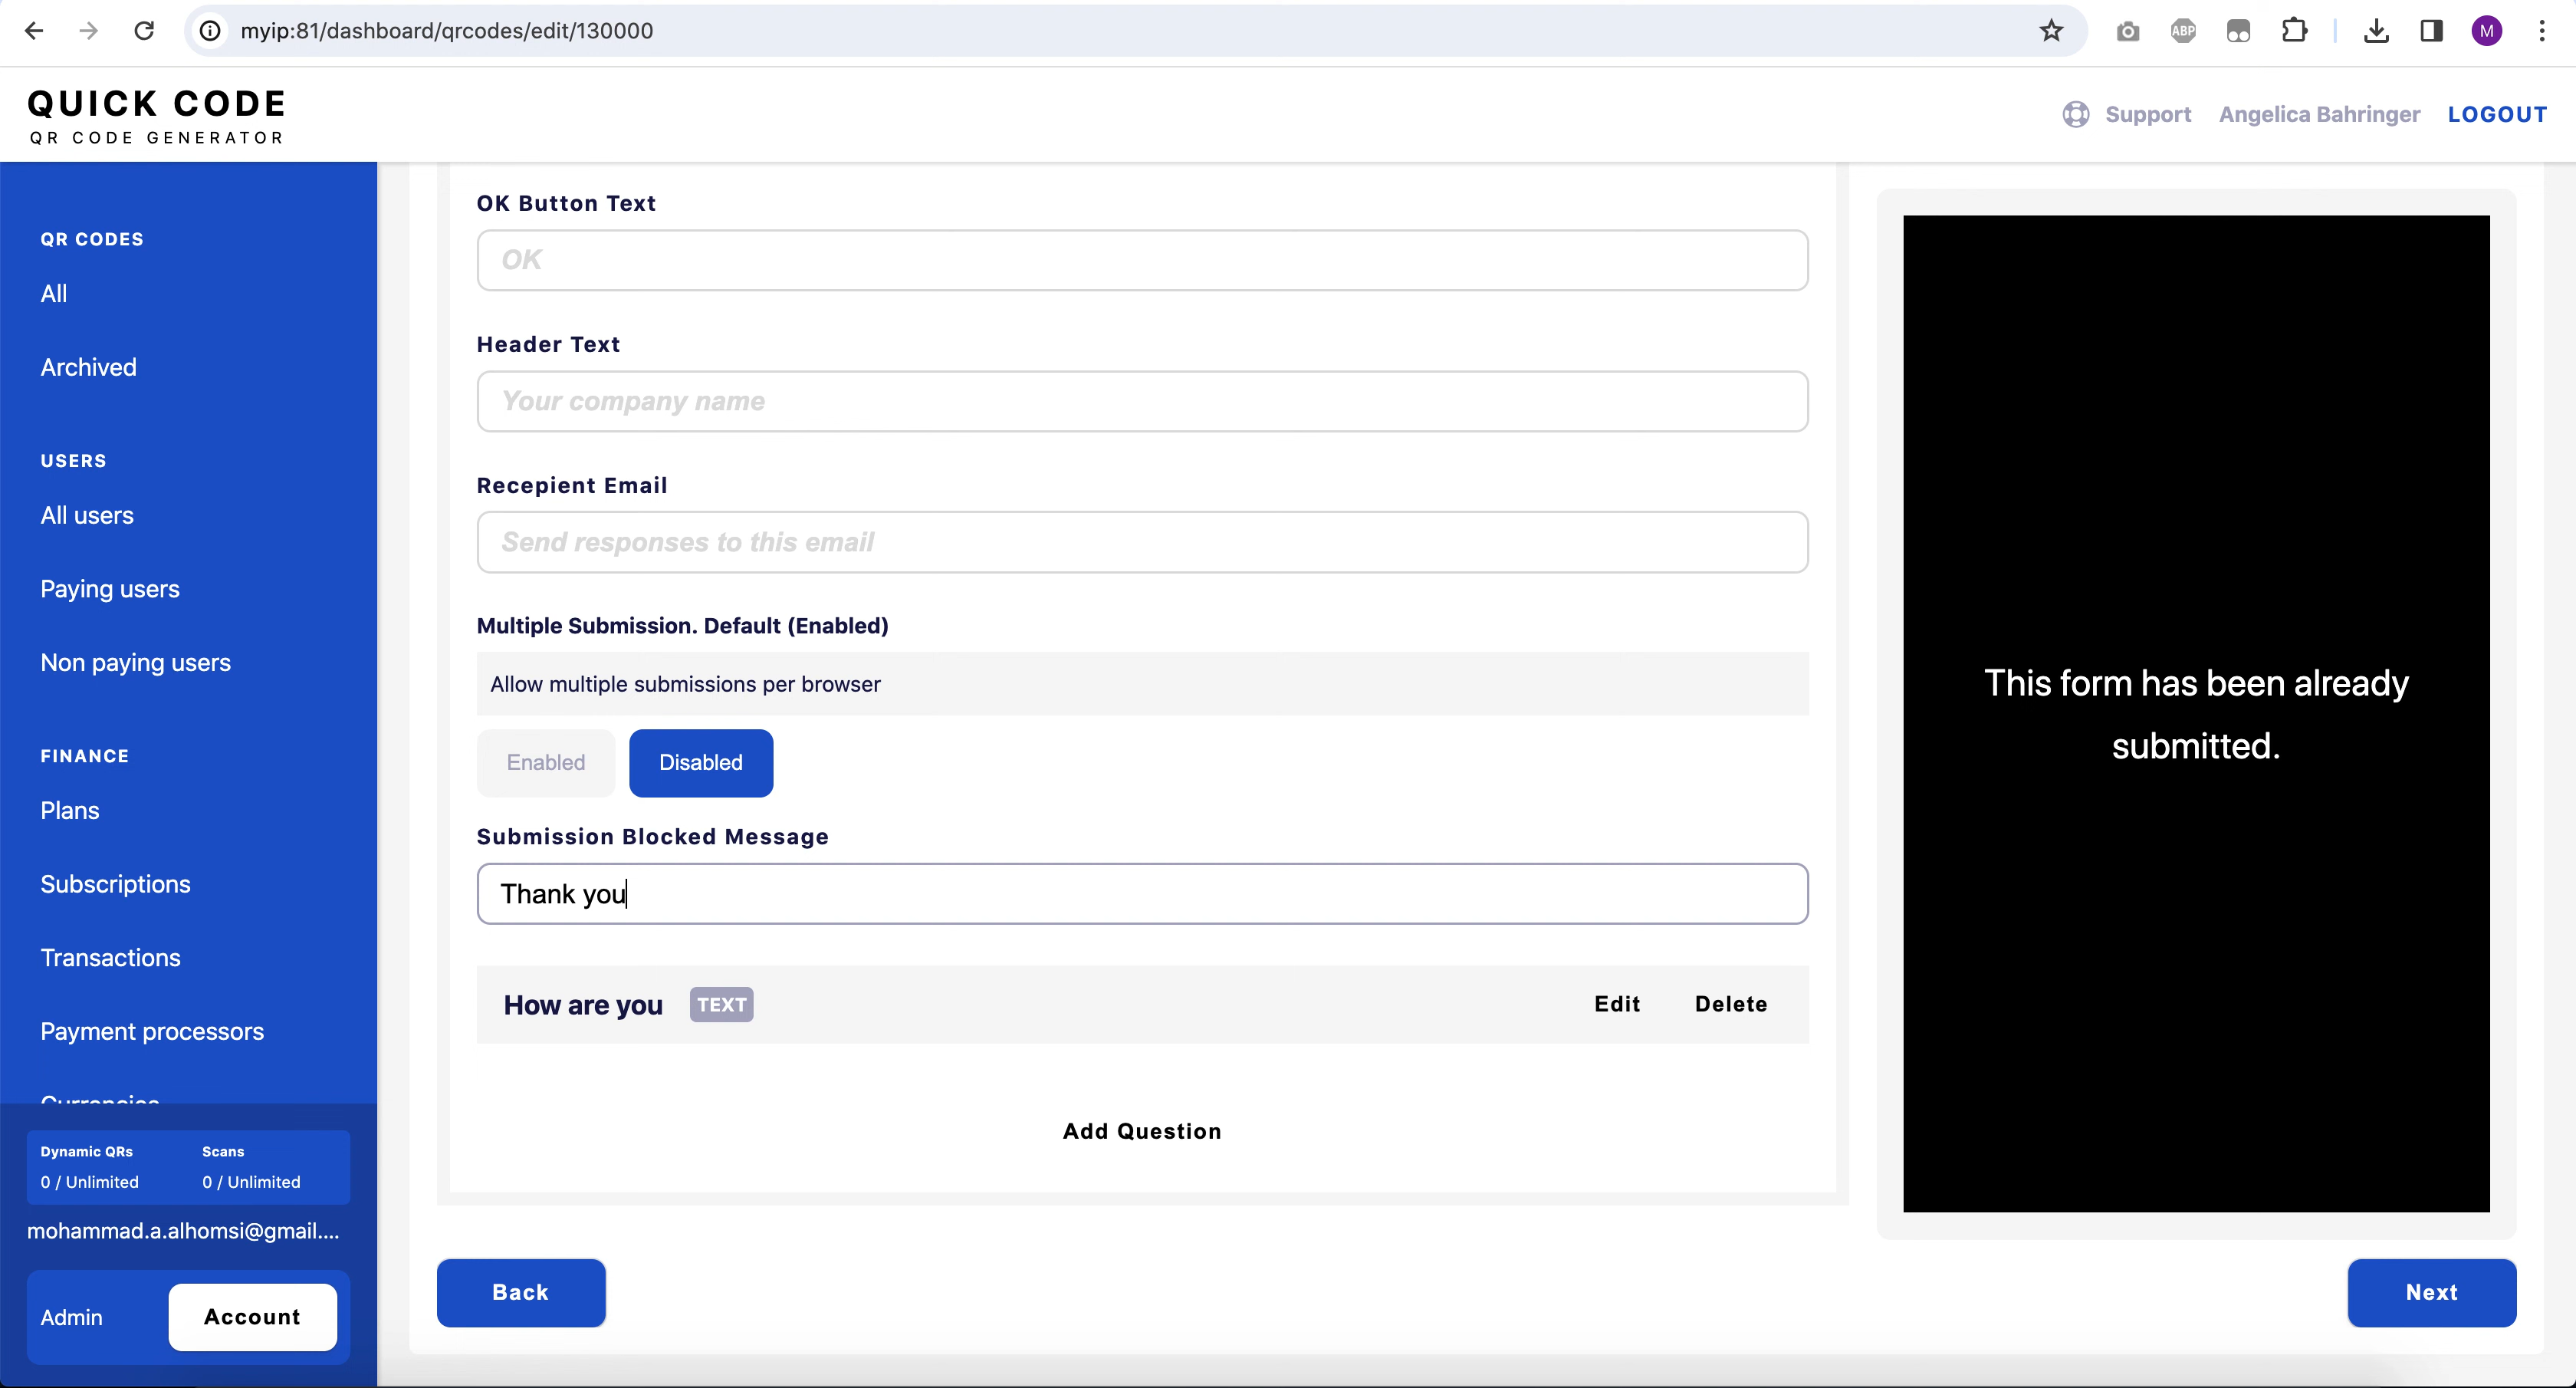 myip:81/dashboard/qrcodes/edit/130000
ABP
M
QUICK CODE
QR CODE GENERATOR
Support
Angelica Bahringer
LOGOUT
QR CODES
All
Archived
USERS
All users
Paying users
Non paying users
FINANCE
Plans
Subscriptions
Transactions
Payment processors
Currencies
Dynamic QRs
Scans
0 / Unlimited
0 / Unlimited
mohammad.a.alhomsi@gmail....
Admin
Account
OK Button Text
OK
Header Text
Your company name
Recepient Email
Send responses to this email
Multiple Submission. Default (Enabled)
Allow multiple submissions per browser
Enabled
Disabled
Submission Blocked Message
Thank you
How are you
TEXT
Edit
Delete
Add Question
Back
Next
This form has been already
submitted.